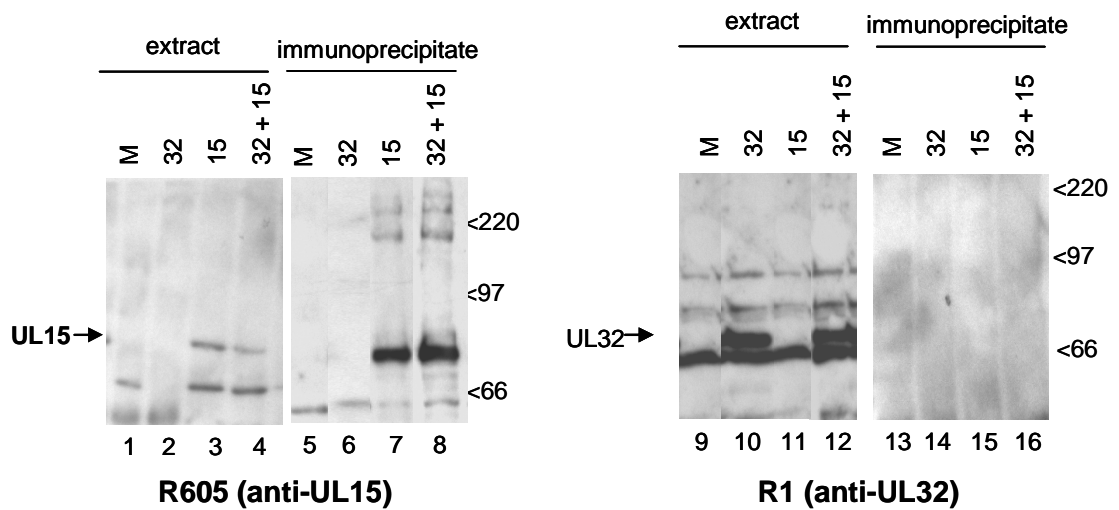 extract
immunoprecipitate
M
32
15
32 + 15
M
32
15
32 + 15
<220
<97
<66
UL15
1 2 3 4 5 6 7 8
R605 (anti-UL15)
extract
immunoprecipitate
M
32
15
32 + 15
M
32
15
32 + 15
<220
<97
<66
UL32
9 10 11 12 13 14 15 16
R1 (anti-UL32)